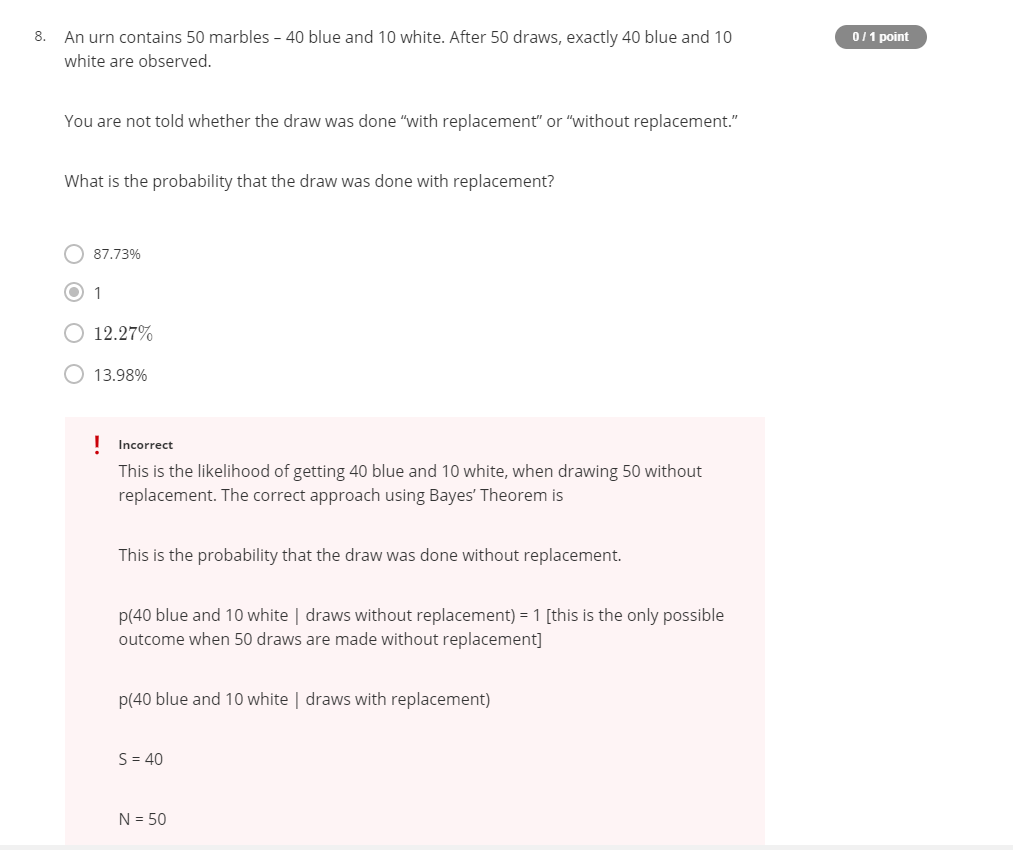 8. An urn contains 50 marbles – 40 blue and 10 white. After 50 draws, exactly 40 blue and 10
0 / 1 point
white are observed.
You are not told whether the draw was done “with replacement” or “without replacement.”
What is the probability that the draw was done with replacement?
87.73%
1
12.27%
13.98%
! Incorrect
This is the likelihood of getting 40 blue and 10 white, when drawing 50 without
replacement. The correct approach using Bayes’ Theorem is
This is the probability that the draw was done without replacement.
p(40 blue and 10 white | draws without replacement) = 1 [this is the only possible
outcome when 50 draws are made without replacement]
p(40 blue and 10 white | draws with replacement)
S = 40
N = 50